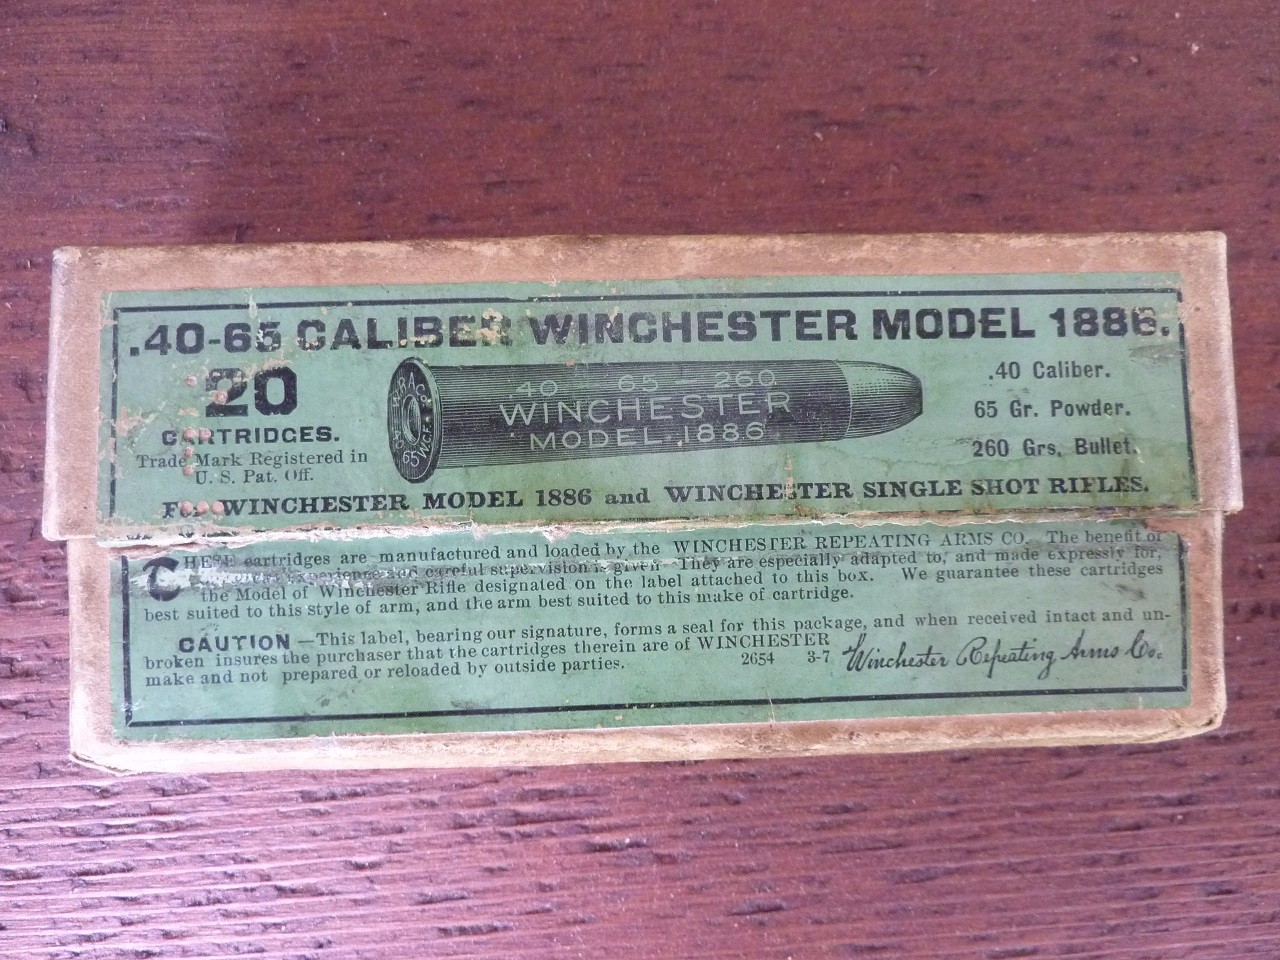 .40-65 CALIBER WINCHESTER MODEL 1886.
20
CARTRIDGES.
Trade Mark Registered in
U. S. Pat. Off.
W.R.A.Co.
.40-65 W.C.F.
.40 — 65 — 260
WINCHESTER
MODEL. 1886
.40 Caliber.
65 Gr. Powder.
260 Grs. Bullet.
FOR WINCHESTER MODEL 1886 and WINCHESTER SINGLE SHOT RIFLES.
THESE cartridges are manufactured and loaded by the WINCHESTER REPEATING ARMS CO. The benefit of
experience and careful supervision is given. They are especially adapted to, and made expressly for,
the Model of Winchester Rifle designated on the label attached to this box. We guarantee these cartridges
best suited to this style of arm, and the arm best suited to this make of cartridge.
CAUTION—This label, bearing our signature, forms a seal for this package, and when received intact and un-
broken insures the purchaser that the cartridges therein are of WINCHESTER
make and not prepared or reloaded by outside parties.
2654 3-7
Winchester Repeating Arms Co.